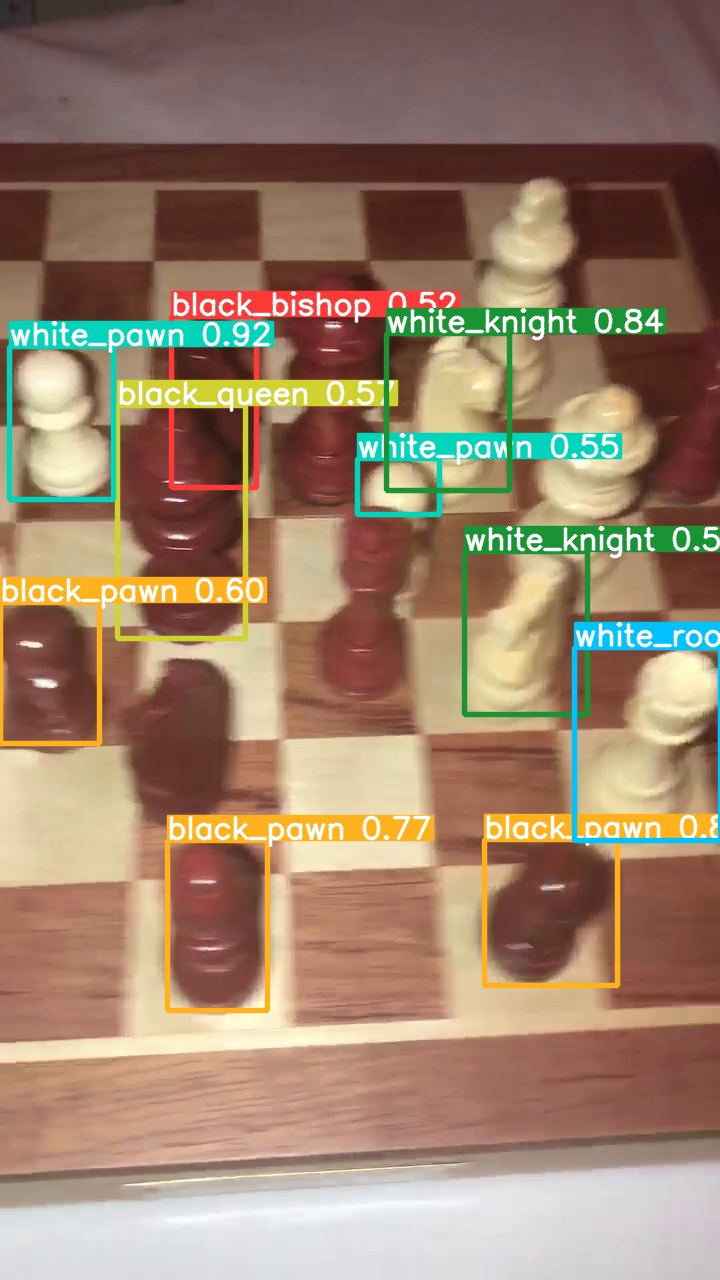 black_bishop 0.52
white_knight 0.84
white_pawn 0.92
black_queen 0.57
white_pawn 0.55
white_knight 0.5
black_pawn 0.60
white_roo
black_pawn 0.77
black_pawn 0.8